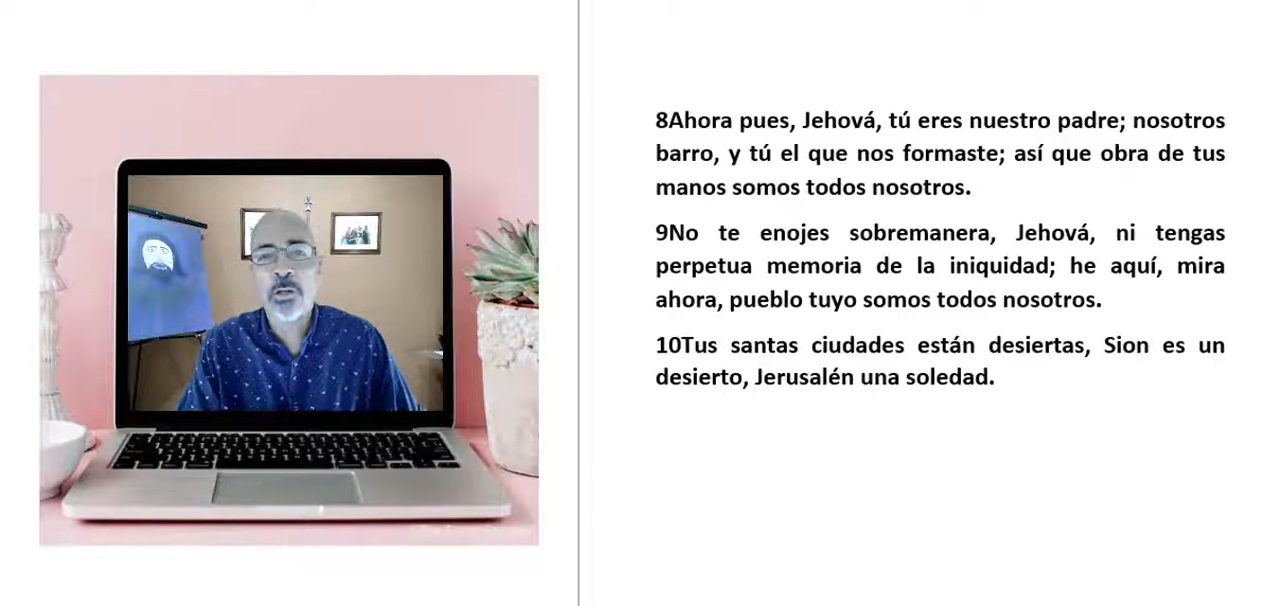 8Ahora pues, Jehová, tú eres nuestro padre; nosotros
barro, y tú el que nos formaste; así que obra de tus
manos somos todos nosotros.
9No te enojes sobremanera, Jehová, ni tengas
perpetua memoria de la iniquidad; he aquí, mira
ahora, pueblo tuyo somos todos nosotros.
10Tus santas ciudades están desiertas, Sion es un
desierto, Jerusalén una soledad.